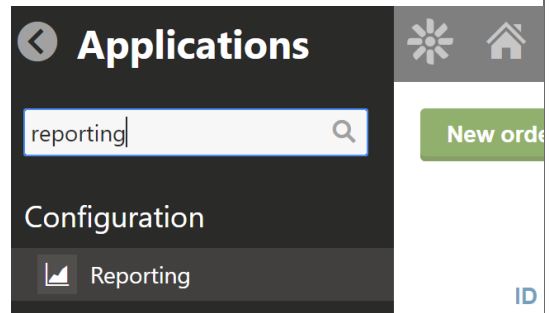 Applications
reporting
New orde
Configuration
Reporting
ID